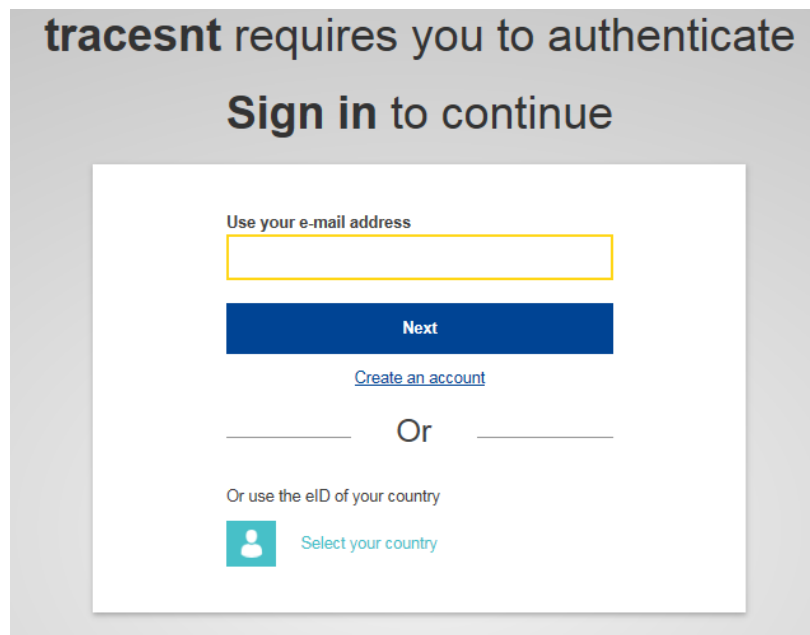 tracesnt requires you to authenticate
Sign in to continue
Use your e-mail address
Next
Create an account
Or
Or use the eID of your country
Select your country